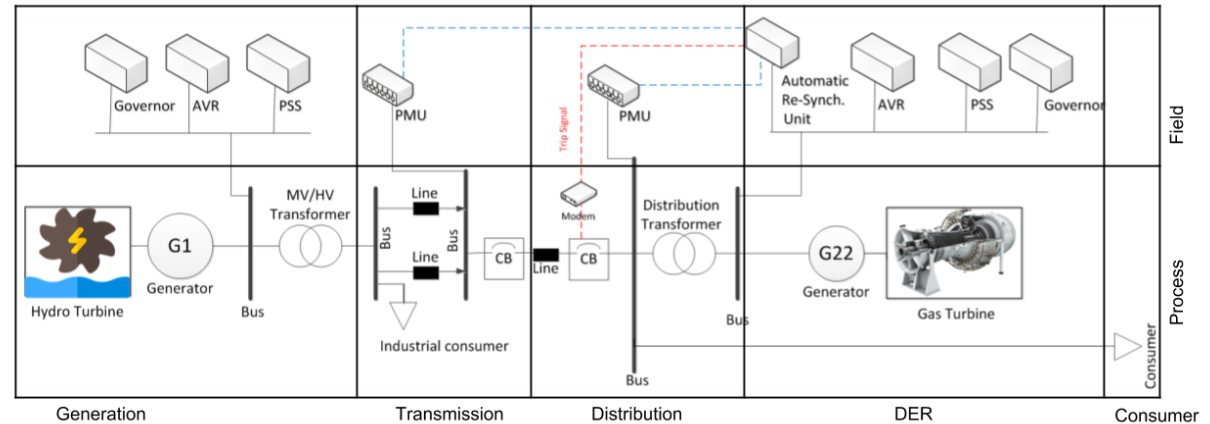 Governor
AVR
PSS
PMU
Trip Signal
PMU
Automatic
Re-Synch.
Unit
AVR
PSS
Governor
Field
Hydro Turbine
G1
Generator
Bus
MV/HV
Transformer
Bus
Line
Line
Bus
Industrial consumer
CB
Line
Modem
CB
Bus
Distribution
Transformer
Bus
G22
Generator
Gas Turbine
Consumer
Process
Generation
Transmission
Distribution
DER
Consumer